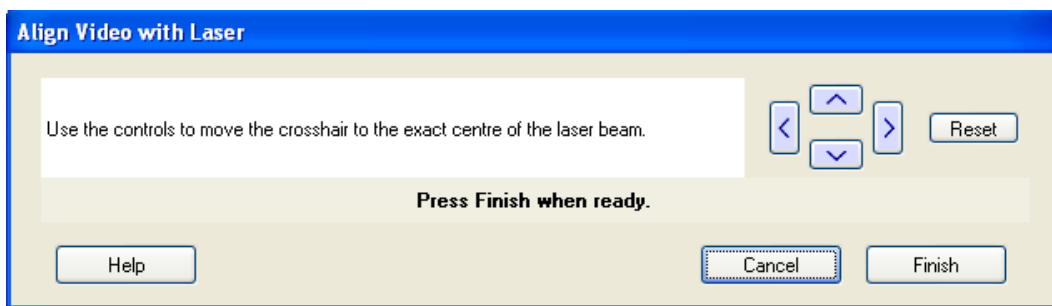 Align Video with Laser
Use the controls to move the crosshair to the exact centre of the laser beam.
Reset
Press Finish when ready.
Help
Cancel
Finish